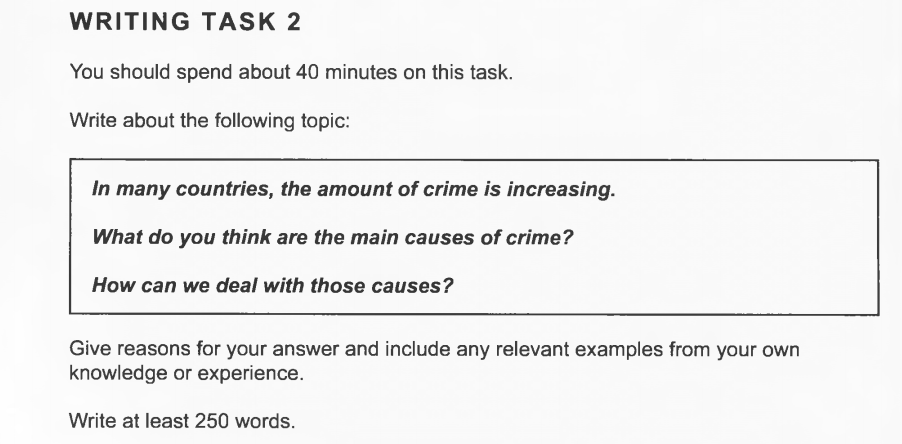 WRITING TASK 2
You should spend about 40 minutes on this task.
Write about the following topic:
In many countries, the amount of crime is increasing.
What do you think are the main causes of crime?
How can we deal with those causes?
Give reasons for your answer and include any relevant examples from your own
knowledge or experience.
Write at least 250 words.